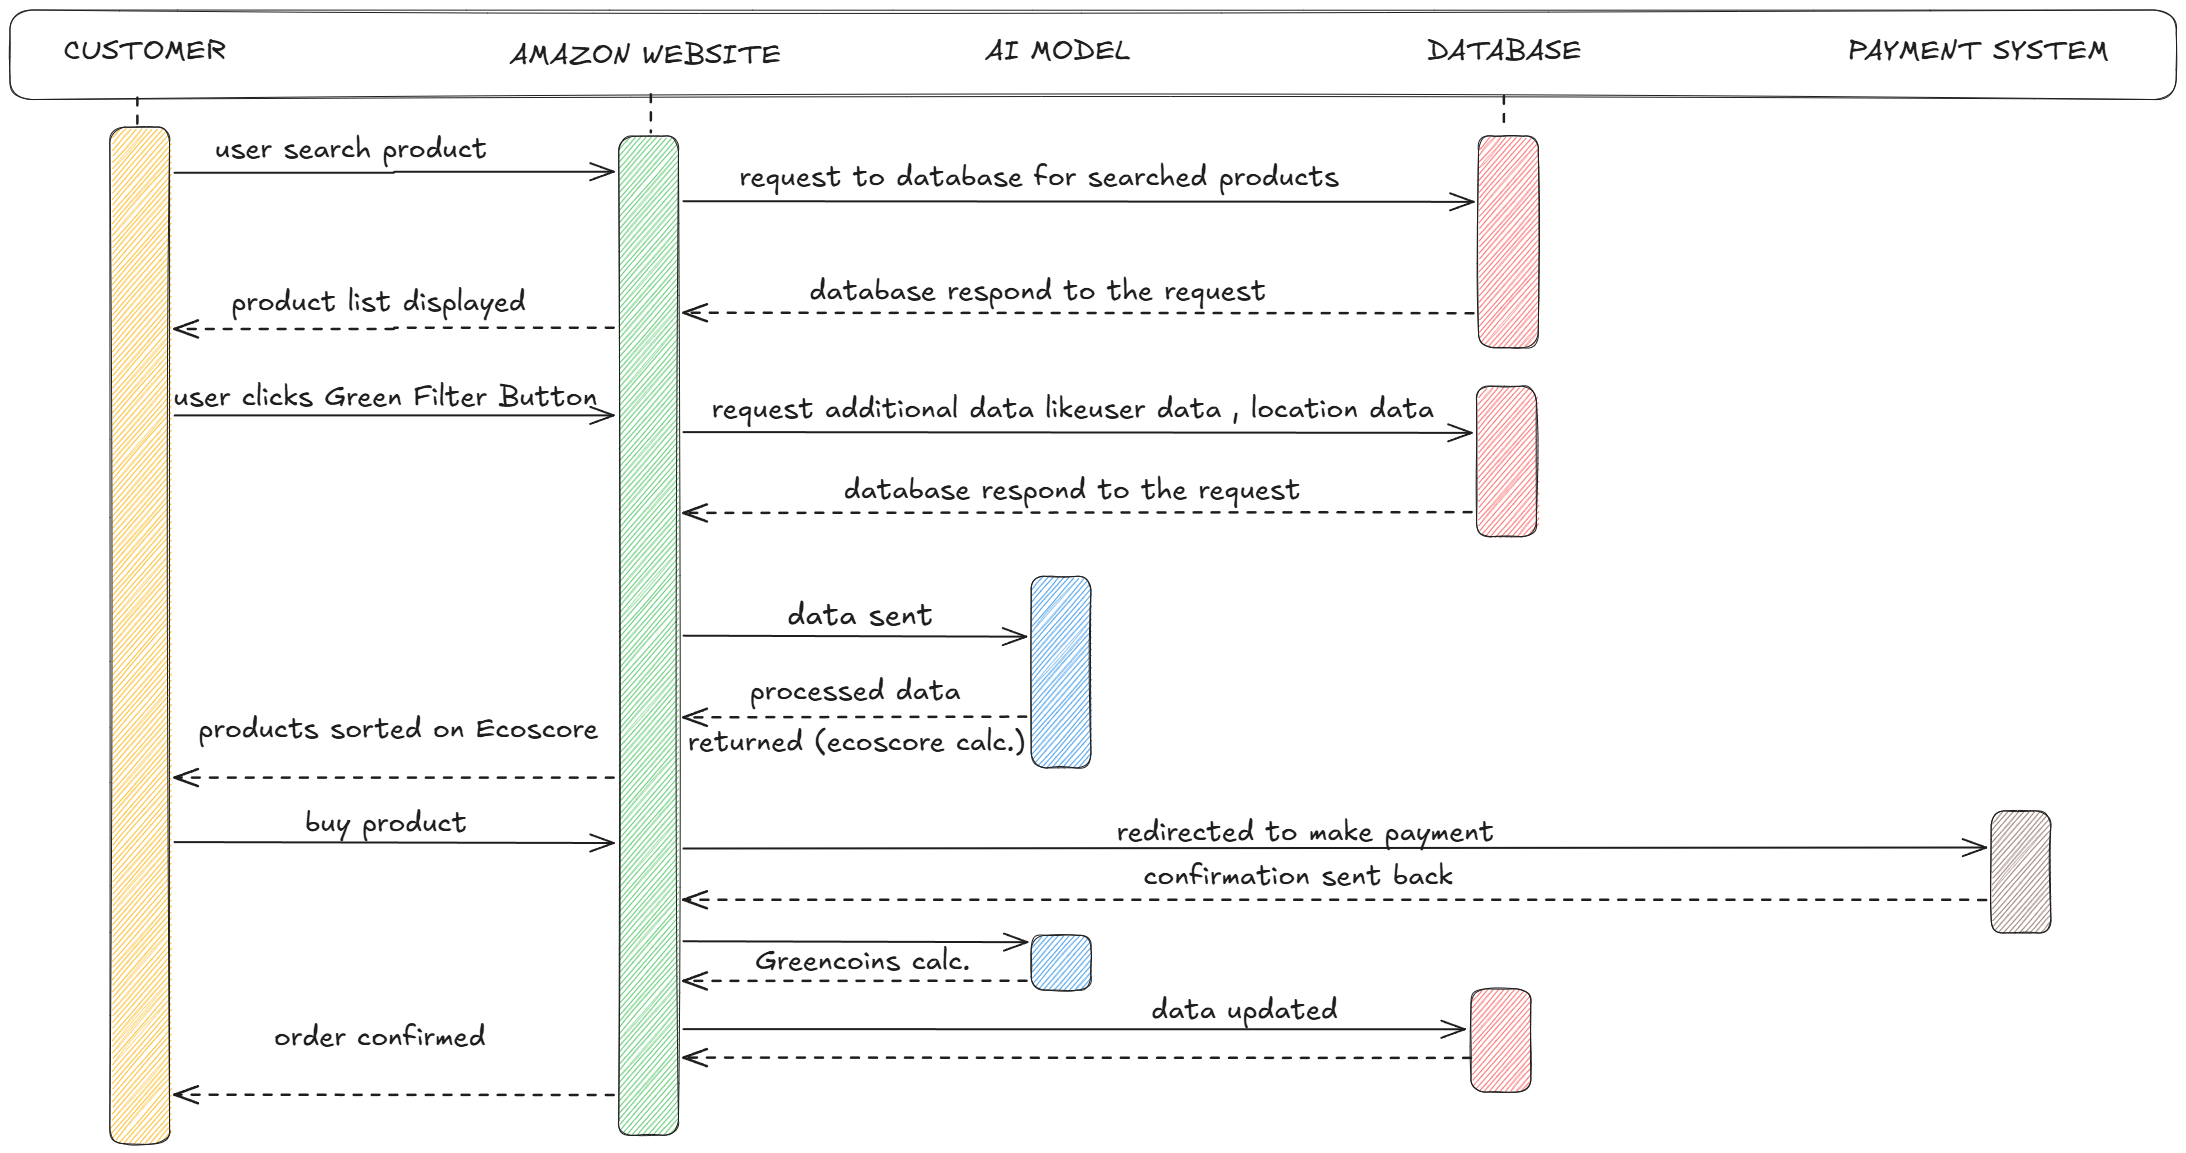 CUSTOMER
AMAZON WEBSITE
AI MODEL
DATABASE
PAYMENT SYSTEM
user search product
request to database for searched products
database respond to the request
product list displayed
user clicks Green Filter Button
request additional data likeuser data , location data
database respond to the request
data sent
processed data
returned (ecoscore calc.)
products sorted on Ecoscore
buy product
redirected to make payment
confirmation sent back
Greencoins calc.
data updated
order confirmed